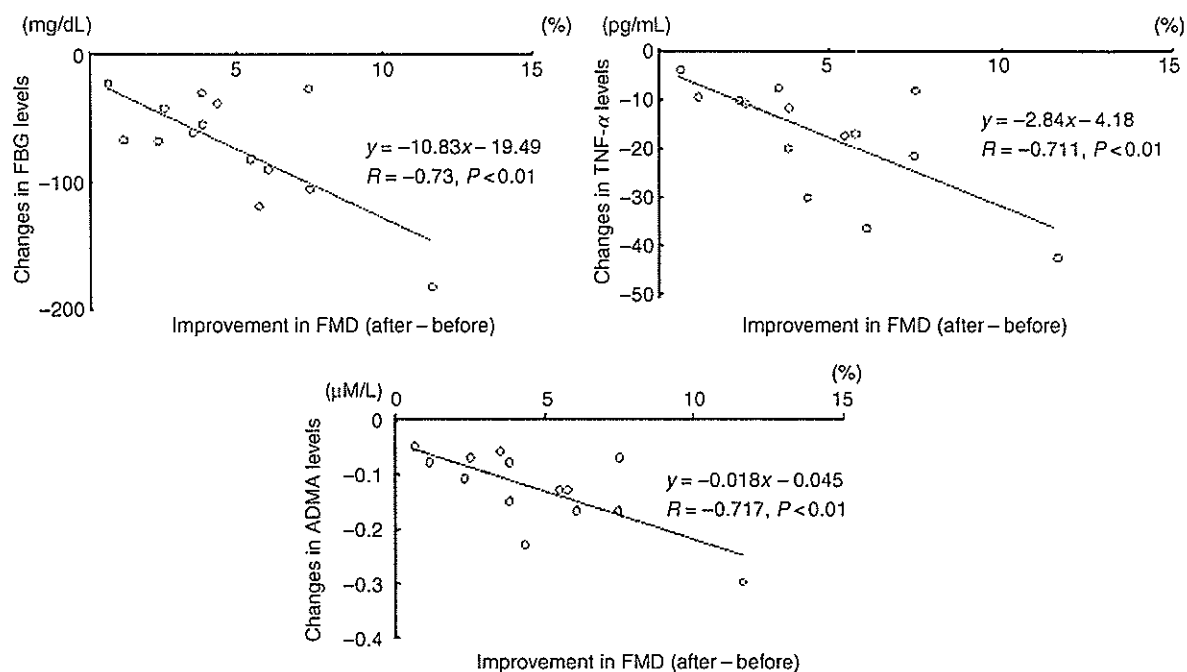 (mg/dL) (%)
0 5 10 15
Changes in FBG levels
−100
−200
y = −10.83x − 19.49
R = −0.73, P < 0.01
Improvement in FMD (after − before)
(pg/mL) (%)
0 5 10 15
Changes in TNF-α levels
−10
−20
−30
−40
−50
y = −2.84x − 4.18
R = −0.711, P < 0.01
Improvement in FMD (after − before)
(µM/L) (%)
0 5 10 15
0
Changes in ADMA levels
−0.1
−0.2
−0.3
−0.4
y = −0.018x − 0.045
R = −0.717, P < 0.01
Improvement in FMD (after − before)